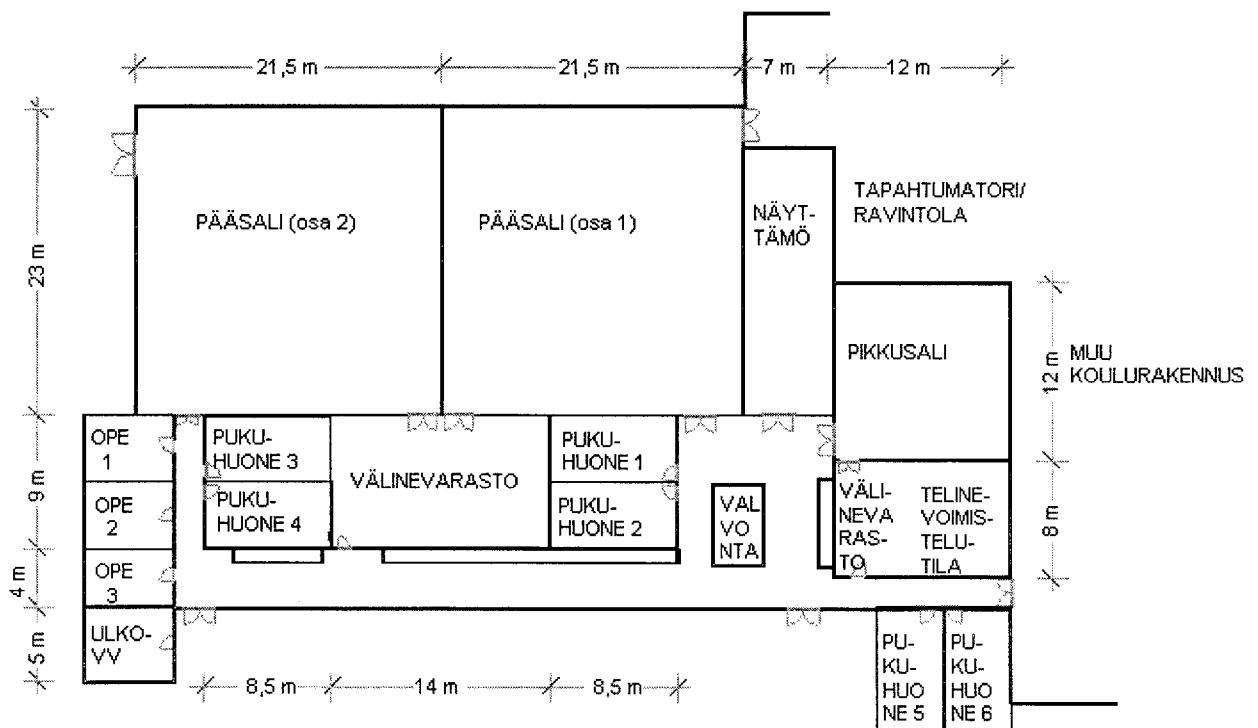 21,5 m
21,5 m
7 m
12 m
23 m
9 m
4 m
5 m
PÄÄSALI (osa 2)
PÄÄSALI (osa 1)
NÄYT-
TÄMÖ
TAPAHTUMATORI/
RAVINTOLA
PIKKUSALI
12 m
MUU
KOULURAKENNUS
OPE
1
PUKU-
HUONE 3
VÄLINEVARASTO
PUKU-
HUONE 1
OPE
2
PUKU-
HUONE 4
PUKU-
HUONE 2
VAL
VO
NTA
VÄLI-
NEVA
RAS-
TO
TELINE-
VOIMIS-
TELU-
TILA
8 m
OPE
3
ULKO-
VV
8,5 m
14 m
8,5 m
PU-
KU-
HUO
NE 5
PU-
KU-
HUO
NE 6